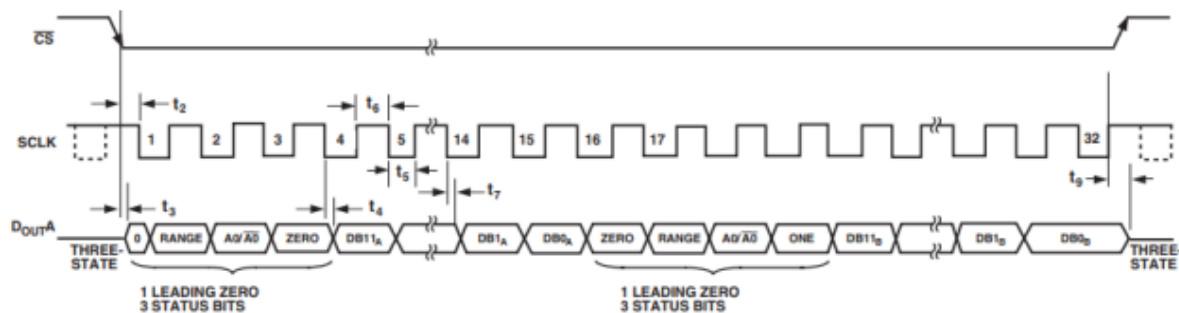 CS
t2
t6
SCLK
1 2 3 4 5 14 15 16 17 32
t5
t7
t9
t3
t4
DOUTA
0 RANGE A0/A0 ZERO DB11A DB1A DB0A ZERO RANGE A0/A0 ONE DB11B DB1B DB0B
THREE-
STATE
THREE-
STATE
1 LEADING ZERO
3 STATUS BITS
1 LEADING ZERO
3 STATUS BITS